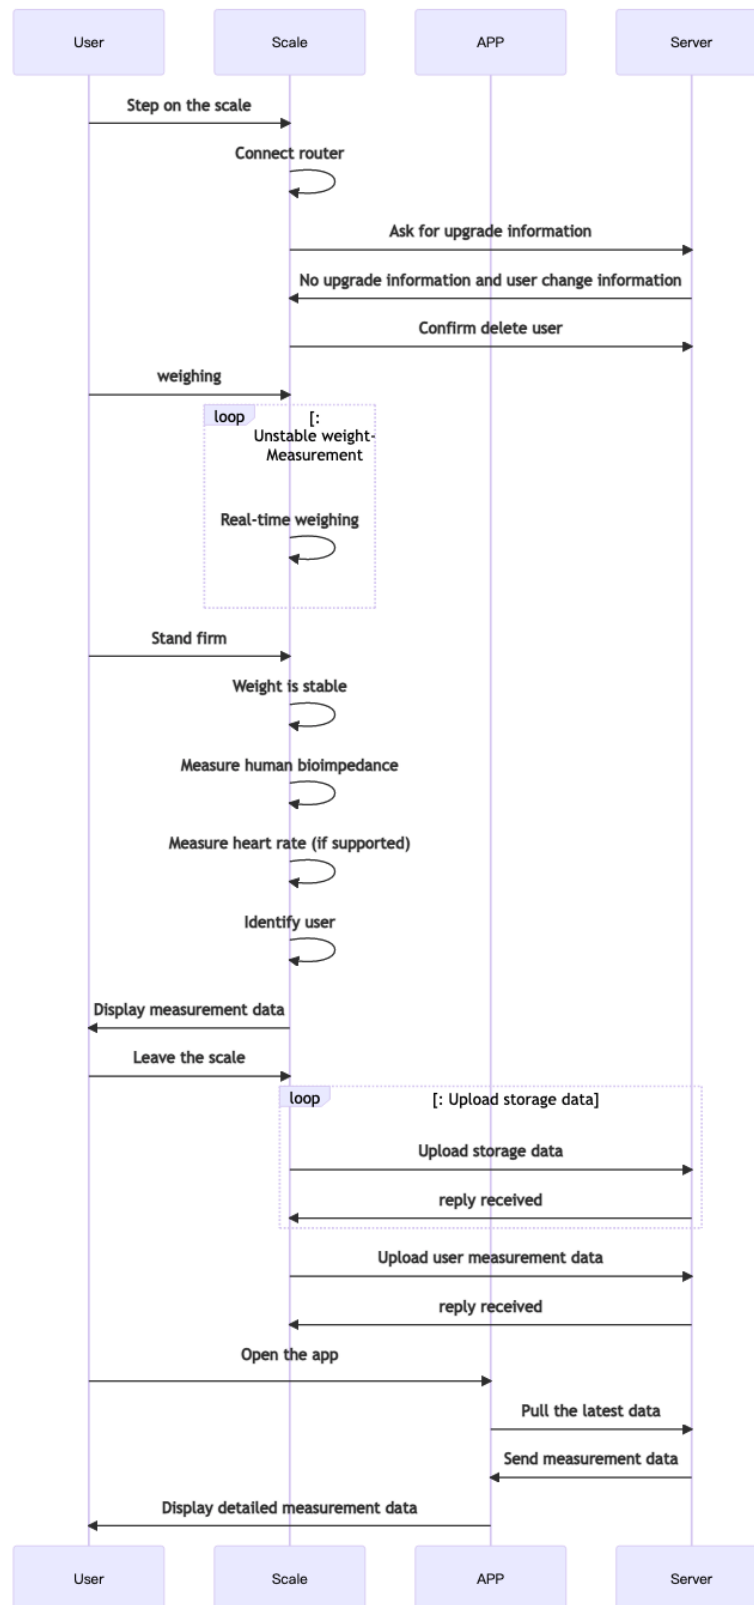 User
Scale
APP
Server
Step on the scale
Connect router
Ask for upgrade information
No upgrade information and user change information
Confirm delete user
weighing
loop
[:
Unstable weight-
Measurement
Real-time weighing
Stand firm
Weight is stable
Measure human bioimpedance
Measure heart rate (if supported)
Identify user
Display measurement data
Leave the scale
loop
[: Upload storage data]
Upload storage data
reply received
Upload user measurement data
reply received
Open the app
Pull the latest data
Send measurement data
Display detailed measurement data
User
Scale
APP
Server